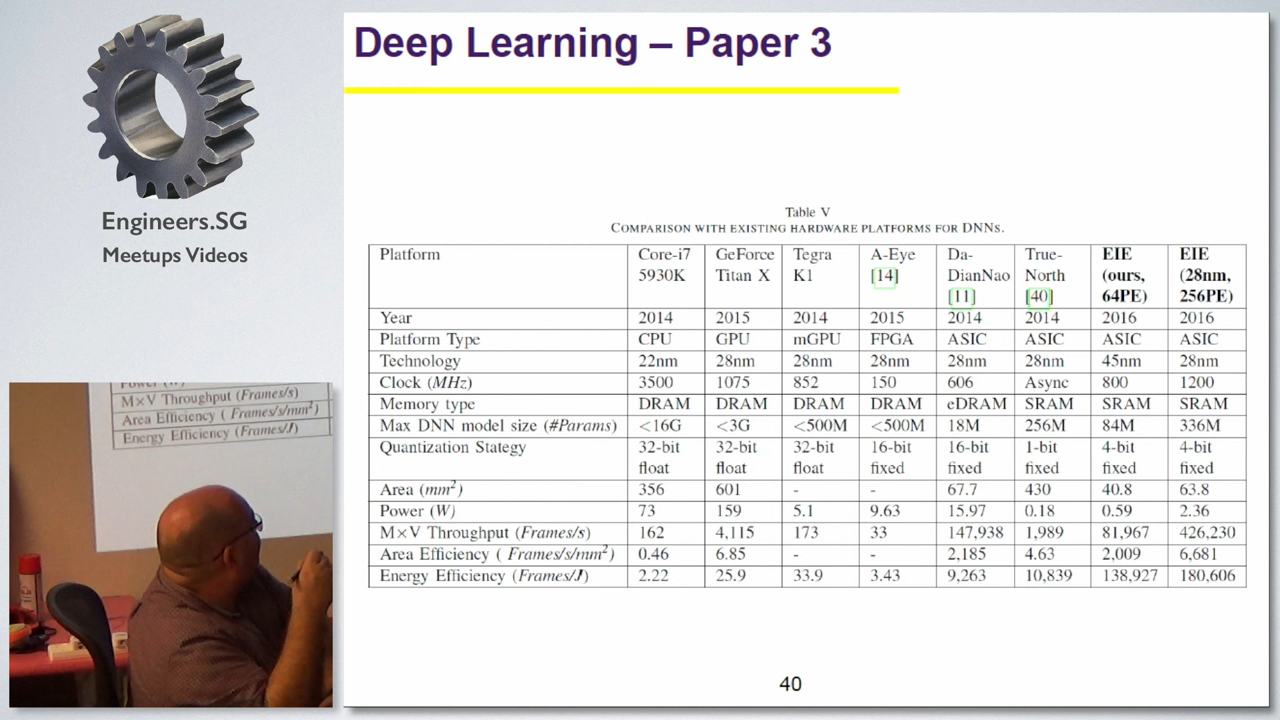 Deep Learning – Paper 3
Engineers.SG
Meetups Videos
Table V
COMPARISON WITH EXISTING HARDWARE PLATFORMS FOR DNNS.
Platform Core-i7 5930K GeForce Titan X Tegra K1 A-Eye [14] Da-DianNao [11] True-North [40] EIE (ours, 64PE) EIE (28nm, 256PE)
Year 2014 2015 2014 2015 2014 2014 2016 2016
Platform Type CPU GPU mGPU FPGA ASIC ASIC ASIC ASIC
Technology 22nm 28nm 28nm 28nm 28nm 28nm 45nm 28nm
Clock (MHz) 3500 1075 852 150 606 Async 800 1200
Memory type DRAM DRAM DRAM DRAM eDRAM SRAM SRAM SRAM
Max DNN model size (#Params) <16G <3G <500M <500M 18M 256M 84M 336M
Quantization Stategy 32-bit float 32-bit float 32-bit float 16-bit fixed 16-bit fixed 1-bit fixed 4-bit fixed 4-bit fixed
Area (mm²) 356 601 - - 67.7 430 40.8 63.8
Power (W) 73 159 5.1 9.63 15.97 0.18 0.59 2.36
M×V Throughput (Frames/s) 162 4,115 173 33 147,938 1,989 81,967 426,230
Area Efficiency ( Frames/s/mm²) 0.46 6.85 - - 2,185 4.63 2,009 6,681
Energy Efficiency (Frames/J) 2.22 25.9 33.9 3.43 9,263 10,839 138,927 180,606
40
M×V Throughput (Frames/s)
Area Efficiency ( Frames/s/mm²)
Energy Efficiency (Frames/J)